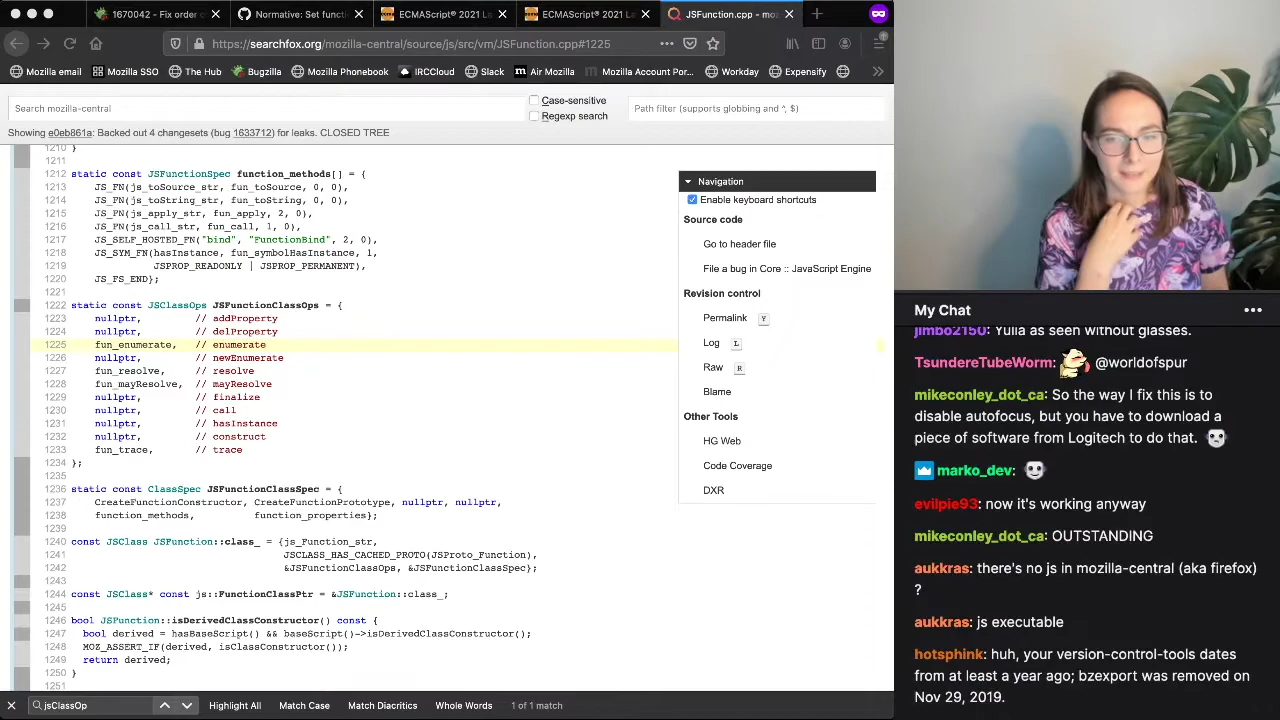 1670042 - Fix order o
Normative: Set function
ECMAScript® 2021 La
ECMAScript® 2021 La
JSFunction.cpp - moz
https://searchfox.org/mozilla-central/source/js/src/vm/JSFunction.cpp#1225
Mozilla email
Mozilla SSO
The Hub
Bugzilla
Mozilla Phonebook
IRCCloud
Slack
Air Mozilla
Mozilla Account Por...
Workday
Expensify
Search mozilla-central
Case-sensitive
Regexp search
Path filter (supports globbing and ^, $)
Showing e0eb861a: Backed out 4 changesets (bug 1633712) for leaks. CLOSED TREE
1210 }
1211
1212 static const JSFunctionSpec function_methods[] = {
1213 JS_FN(js_toSource_str, fun_toSource, 0, 0),
1214 JS_FN(js_toString_str, fun_toString, 0, 0),
1215 JS_FN(js_apply_str, fun_apply, 2, 0),
1216 JS_FN(js_call_str, fun_call, 1, 0),
1217 JS_SELF_HOSTED_FN("bind", "FunctionBind", 2, 0),
1218 JS_SYM_FN(hasInstance, fun_symbolHasInstance, 1,
1219 JSPROP_READONLY | JSPROP_PERMANENT),
1220 JS_FS_END};
1221
1222 static const JSClassOps JSFunctionClassOps = {
1223 nullptr, // addProperty
1224 nullptr, // delProperty
1225 fun_enumerate, // enumerate
1226 nullptr, // newEnumerate
1227 fun_resolve, // resolve
1228 fun_mayResolve, // mayResolve
1229 nullptr, // finalize
1230 nullptr, // call
1231 nullptr, // hasInstance
1232 nullptr, // construct
1233 fun_trace, // trace
1234 };
1235
1236 static const ClassSpec JSFunctionClassSpec = {
1237 CreateFunctionConstructor, CreateFunctionPrototype, nullptr, nullptr,
1238 function_methods, function_properties};
1239
1240 const JSClass JSFunction::class_ = {js_Function_str,
1241 JSCLASS_HAS_CACHED_PROTO(JSProto_Function),
1242 &JSFunctionClassOps, &JSFunctionClassSpec};
1243
1244 const JSClass* const js::FunctionClassPtr = &JSFunction::class_;
1245
1246 bool JSFunction::isDerivedClassConstructor() const {
1247 bool derived = hasBaseScript() && baseScript()->isDerivedClassConstructor();
1248 MOZ_ASSERT_IF(derived, isClassConstructor());
1249 return derived;
1250 }
1251
Navigation
Enable keyboard shortcuts
Source code
Go to header file
File a bug in Core :: JavaScript Engine
Revision control
Permalink Y
Log L
Raw R
Blame
Other Tools
HG Web
Code Coverage
DXR
jsClassOp
Highlight All
Match Case
Match Diacritics
Whole Words
1 of 1 match
My Chat
jimbo2150: Yulia as seen without glasses.
TsundereTubeWorm: @worldofspur
mikeconley_dot_ca: So the way I fix this is to
disable autofocus, but you have to download a
piece of software from Logitech to do that.
marko_dev:
evilpie93: now it's working anyway
mikeconley_dot_ca: OUTSTANDING
aukkras: there's no js in mozilla-central (aka firefox)
?
aukkras: js executable
hotsphink: huh, your version-control-tools dates
from at least a year ago; bzexport was removed on
Nov 29, 2019.